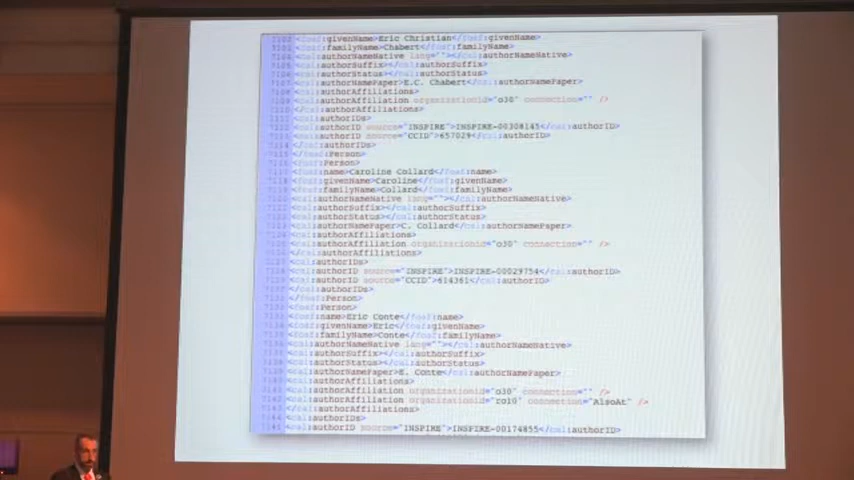 <foaf:givenName>Eric Christian</foaf:givenName>
<foaf:familyName>Chabert</foaf:familyName>
<cal:authorNameNative lang=""></cal:authorNameNative>
<cal:authorSuffix></cal:authorSuffix>
<cal:authorStatus></cal:authorStatus>
<cal:authorNamePaper>E.C. Chabert</cal:authorNamePaper>
<cal:authorAffiliations>
<cal:authorAffiliation organizationid="o30" connection="" />
</cal:authorAffiliations>
<cal:authorIDs>
<cal:authorID source="INSPIRE">INSPIRE-00308145</cal:authorID>
<cal:authorID source="CCID">657029</cal:authorID>
</cal:authorIDs>
</foaf:Person>
<foaf:Person>
<foaf:name>Caroline Collard</foaf:name>
<foaf:givenName>Caroline</foaf:givenName>
<foaf:familyName>Collard</foaf:familyName>
<cal:authorNameNative lang=""></cal:authorNameNative>
<cal:authorSuffix></cal:authorSuffix>
<cal:authorStatus></cal:authorStatus>
<cal:authorNamePaper>C. Collard</cal:authorNamePaper>
<cal:authorAffiliations>
<cal:authorAffiliation organizationid="o30" connection="" />
</cal:authorAffiliations>
<cal:authorIDs>
<cal:authorID source="INSPIRE">INSPIRE-00029754</cal:authorID>
<cal:authorID source="CCID">614361</cal:authorID>
</cal:authorIDs>
</foaf:Person>
<foaf:Person>
<foaf:name>Eric Conte</foaf:name>
<foaf:givenName>Eric</foaf:givenName>
<foaf:familyName>Conte</foaf:familyName>
<cal:authorNameNative lang=""></cal:authorNameNative>
<cal:authorSuffix></cal:authorSuffix>
<cal:authorStatus></cal:authorStatus>
<cal:authorNamePaper>E. Conte</cal:authorNamePaper>
<cal:authorAffiliations>
<cal:authorAffiliation organizationid="o30" connection="" />
<cal:authorAffiliation organizationid="ro10" connection="AlsoAt" />
</cal:authorAffiliations>
<cal:authorIDs>
<cal:authorID source="INSPIRE">INSPIRE-00174855</cal:authorID>